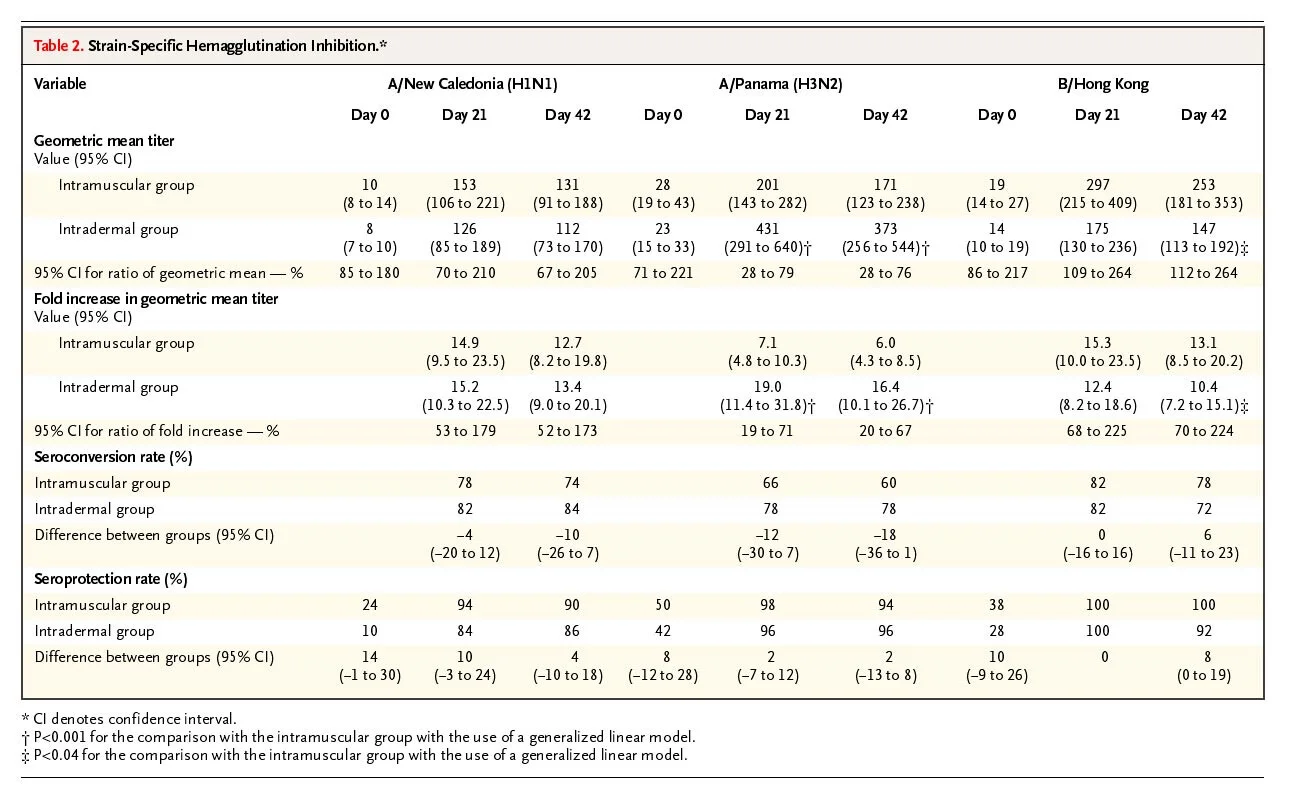 Table 2. Strain-Specific Hemagglutination Inhibition.*
Variable A/New Caledonia (H1N1) A/Panama (H3N2) B/Hong Kong
Day 0 Day 21 Day 42 Day 0 Day 21 Day 42 Day 0 Day 21 Day 42
Geometric mean titer
Value (95% CI)
Intramuscular group 10 153 131 28 201 171 19 297 253
(8 to 14) (106 to 221) (91 to 188) (19 to 43) (143 to 282) (123 to 238) (14 to 27) (215 to 409) (181 to 353)
Intradermal group 8 126 112 23 431 373 14 175 147
(7 to 10) (85 to 189) (73 to 170) (15 to 33) (291 to 640)† (256 to 544)† (10 to 19) (130 to 236) (113 to 192)‡
95% CI for ratio of geometric mean — % 85 to 180 70 to 210 67 to 205 71 to 221 28 to 79 28 to 76 86 to 217 109 to 264 112 to 264
Fold increase in geometric mean titer
Value (95% CI)
Intramuscular group 14.9 12.7 7.1 6.0 15.3 13.1
(9.5 to 23.5) (8.2 to 19.8) (4.8 to 10.3) (4.3 to 8.5) (10.0 to 23.5) (8.5 to 20.2)
Intradermal group 15.2 13.4 19.0 16.4 12.4 10.4
(10.3 to 22.5) (9.0 to 20.1) (11.4 to 31.8)† (10.1 to 26.7)† (8.2 to 18.6) (7.2 to 15.1)‡
95% CI for ratio of fold increase — % 53 to 179 52 to 173 19 to 71 20 to 67 68 to 225 70 to 224
Seroconversion rate (%)
Intramuscular group 78 74 66 60 82 78
Intradermal group 82 84 78 78 82 72
Difference between groups (95% CI) –4 –10 –12 –18 0 6
(–20 to 12) (–26 to 7) (–30 to 7) (–36 to 1) (–16 to 16) (–11 to 23)
Seroprotection rate (%)
Intramuscular group 24 94 90 50 98 94 38 100 100
Intradermal group 10 84 86 42 96 96 28 100 92
Difference between groups (95% CI) 14 10 4 8 2 2 10 0 8
(–1 to 30) (–3 to 24) (–10 to 18) (–12 to 28) (–7 to 12) (–13 to 8) (–9 to 26) (0 to 19)
* CI denotes confidence interval.
† P<0.001 for the comparison with the intramuscular group with the use of a generalized linear model.
‡ P<0.04 for the comparison with the intramuscular group with the use of a generalized linear model.